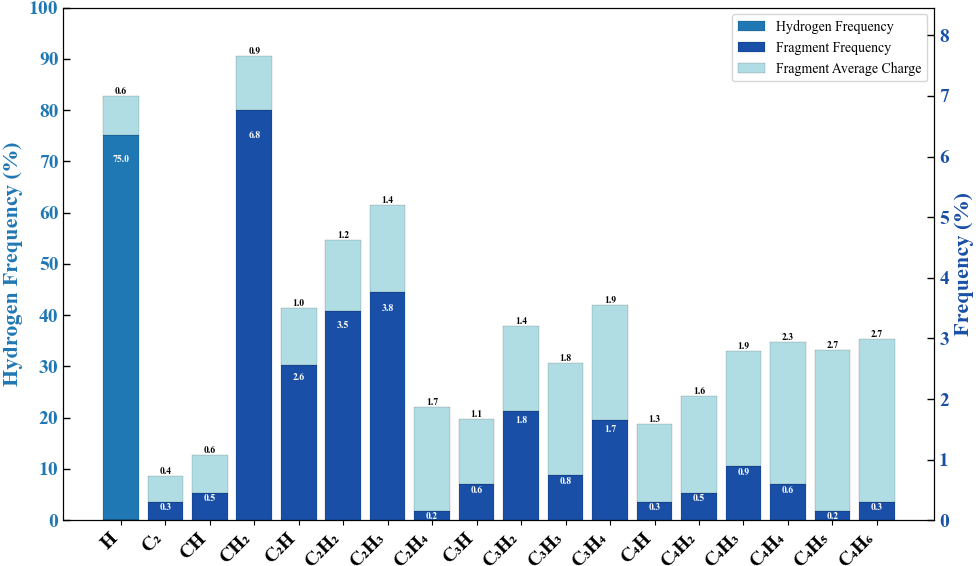 Hydrogen Frequency (%)
100
90
80
70
60
50
40
30
20
10
0
Hydrogen Frequency
Fragment Frequency
Fragment Average Charge
0.6
0.4
0.6
0.9
1.0
1.2
1.4
1.7
1.1
1.4
1.8
1.9
1.3
1.6
1.9
2.3
2.7
2.7
75.0
0.3
0.5
6.8
2.6
3.5
3.8
0.2
0.6
1.8
0.8
1.7
0.3
0.5
0.9
0.6
0.2
0.3
8
7
6
5
4
3
2
1
0
Frequency (%)
H
C₂
CH
CH₂
C₂H
C₂H₂
C₂H₃
C₂H₄
C₃H
C₃H₂
C₃H₃
C₃H₄
C₄H
C₄H₂
C₄H₃
C₄H₄
C₄H₅
C₄H₆